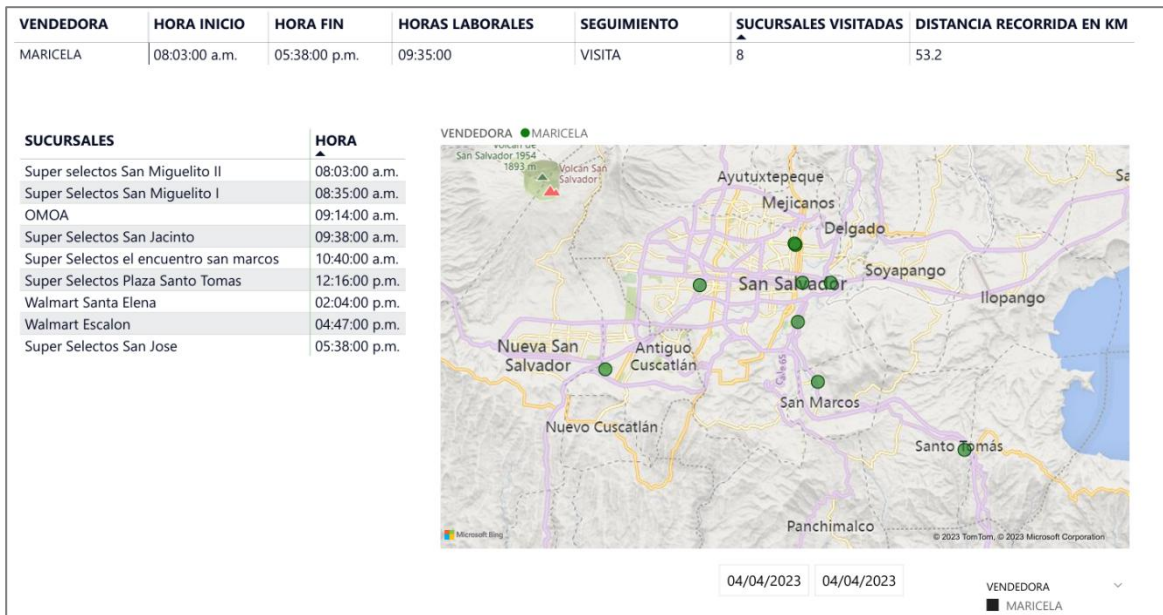 VENDEDORA HORA INICIO HORA FIN HORAS LABORALES SEGUIMIENTO SUCURSALES VISITADAS DISTANCIA RECORRIDA EN KM
MARICELA 08:03:00 a.m. 05:38:00 p.m. 09:35:00 VISITA 8 53.2
SUCURSALES HORA
Super selectos San Miguelito II 08:03:00 a.m.
Super Selectos San Miguelito I 08:35:00 a.m.
OMOA 09:14:00 a.m.
Super Selectos San Jacinto 09:38:00 a.m.
Super Selectos el encuentro san marcos 10:40:00 a.m.
Super Selectos Plaza Santo Tomas 12:16:00 p.m.
Walmart Santa Elena 02:04:00 p.m.
Walmart Escalon 04:47:00 p.m.
Super Selectos San Jose 05:38:00 p.m.
VENDEDORA MARICELA
Volcán de
San Salvador 1954
1893 m
Volcán San
Salvador
Ayutuxtepeque
Sa
Mejicanos
Delgado
Soyapango
San Salvador
Ilopango
Nueva San
Salvador
Antiguo
Cuscatlán
Calle 65
San Marcos
Nuevo Cuscatlán
Santo Tomás
Panchimalco
Microsoft Bing
© 2023 TomTom, © 2023 Microsoft Corporation
04/04/2023 04/04/2023
VENDEDORA
MARICELA